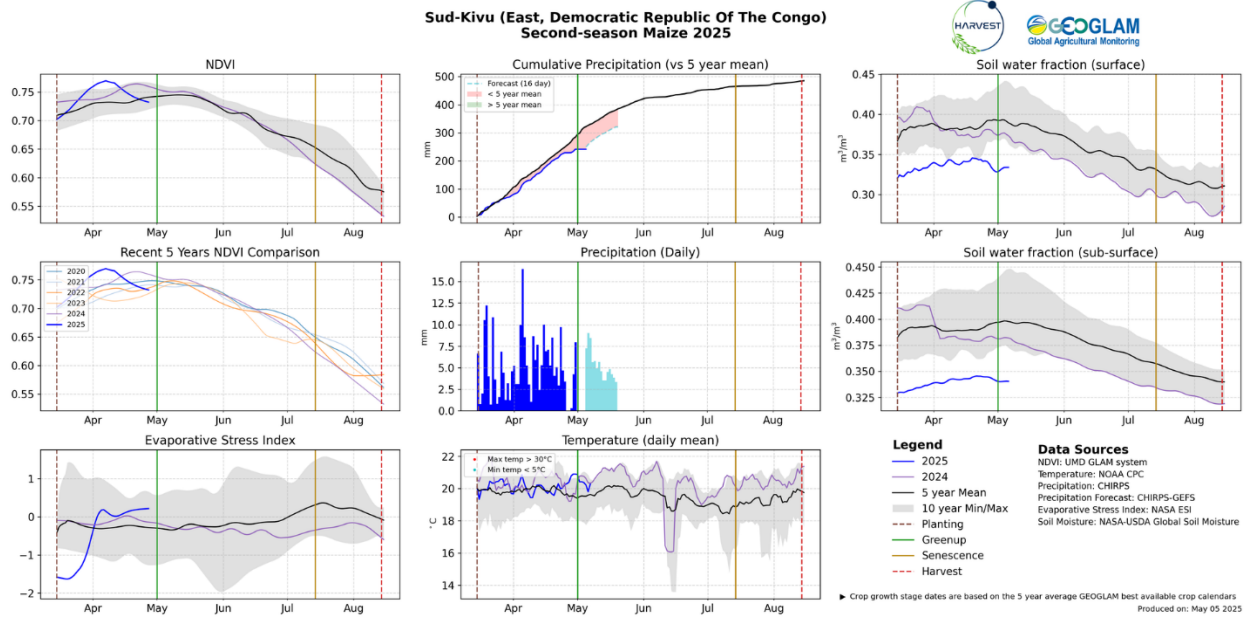 Sud-Kivu (East, Democratic Republic Of The Congo)
Second-season Maize 2025
HARVEST
GEOGLAM
Global Agricultural Monitoring
NDVI
0.75
0.70
0.65
0.60
0.55
Apr May Jun Jul Aug
Cumulative Precipitation (vs 5 year mean)
Forecast (16 day)
< 5 year mean
> 5 year mean
mm
500
400
300
200
100
0
Apr May Jun Jul Aug
Soil water fraction (surface)
m³/m³
0.45
0.40
0.35
0.30
Apr May Jun Jul Aug
Recent 5 Years NDVI Comparison
2020
2021
2022
2023
2024
2025
0.75
0.70
0.65
0.60
0.55
Apr May Jun Jul Aug
Precipitation (Daily)
mm
15.0
12.5
10.0
7.5
5.0
2.5
0.0
Apr May Jun Jul Aug
Soil water fraction (sub-surface)
m³/m³
0.450
0.425
0.400
0.375
0.350
0.325
Apr May Jun Jul Aug
Evaporative Stress Index
1
0
−1
−2
Apr May Jun Jul Aug
Temperature (daily mean)
Max temp > 30°C
Min temp < 5°C
°C
22
20
18
16
14
Apr May Jun Jul Aug
Legend
2025
2024
5 year Mean
10 year Min/Max
Planting
Greenup
Senescence
Harvest
Data Sources
NDVI: UMD GLAM system
Temperature: NOAA CPC
Precipitation: CHIRPS
Precipitation Forecast: CHIRPS-GEFS
Evaporative Stress Index: NASA ESI
Soil Moisture: NASA-USDA Global Soil Moisture
▶ Crop growth stage dates are based on the 5 year average GEOGLAM best available crop calendars
Produced on: May 05 2025